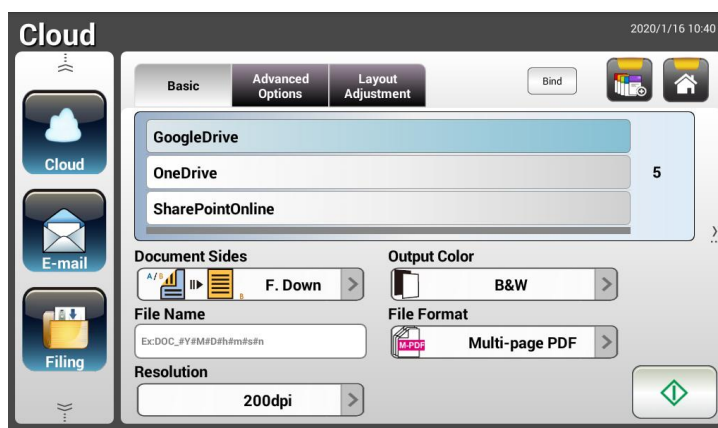 Cloud
2020/1/16 10:40
Basic
Advanced
Options
Layout
Adjustment
Bind
Cloud
GoogleDrive
OneDrive
SharePointOnline
5
E-mail
Document Sides
Output Color
A/B
B
F. Down
B&W
File Name
File Format
Ex:DOC_#Y#M#D#h#m#s#n
M-PDF
Multi-page PDF
Filing
Resolution
200dpi